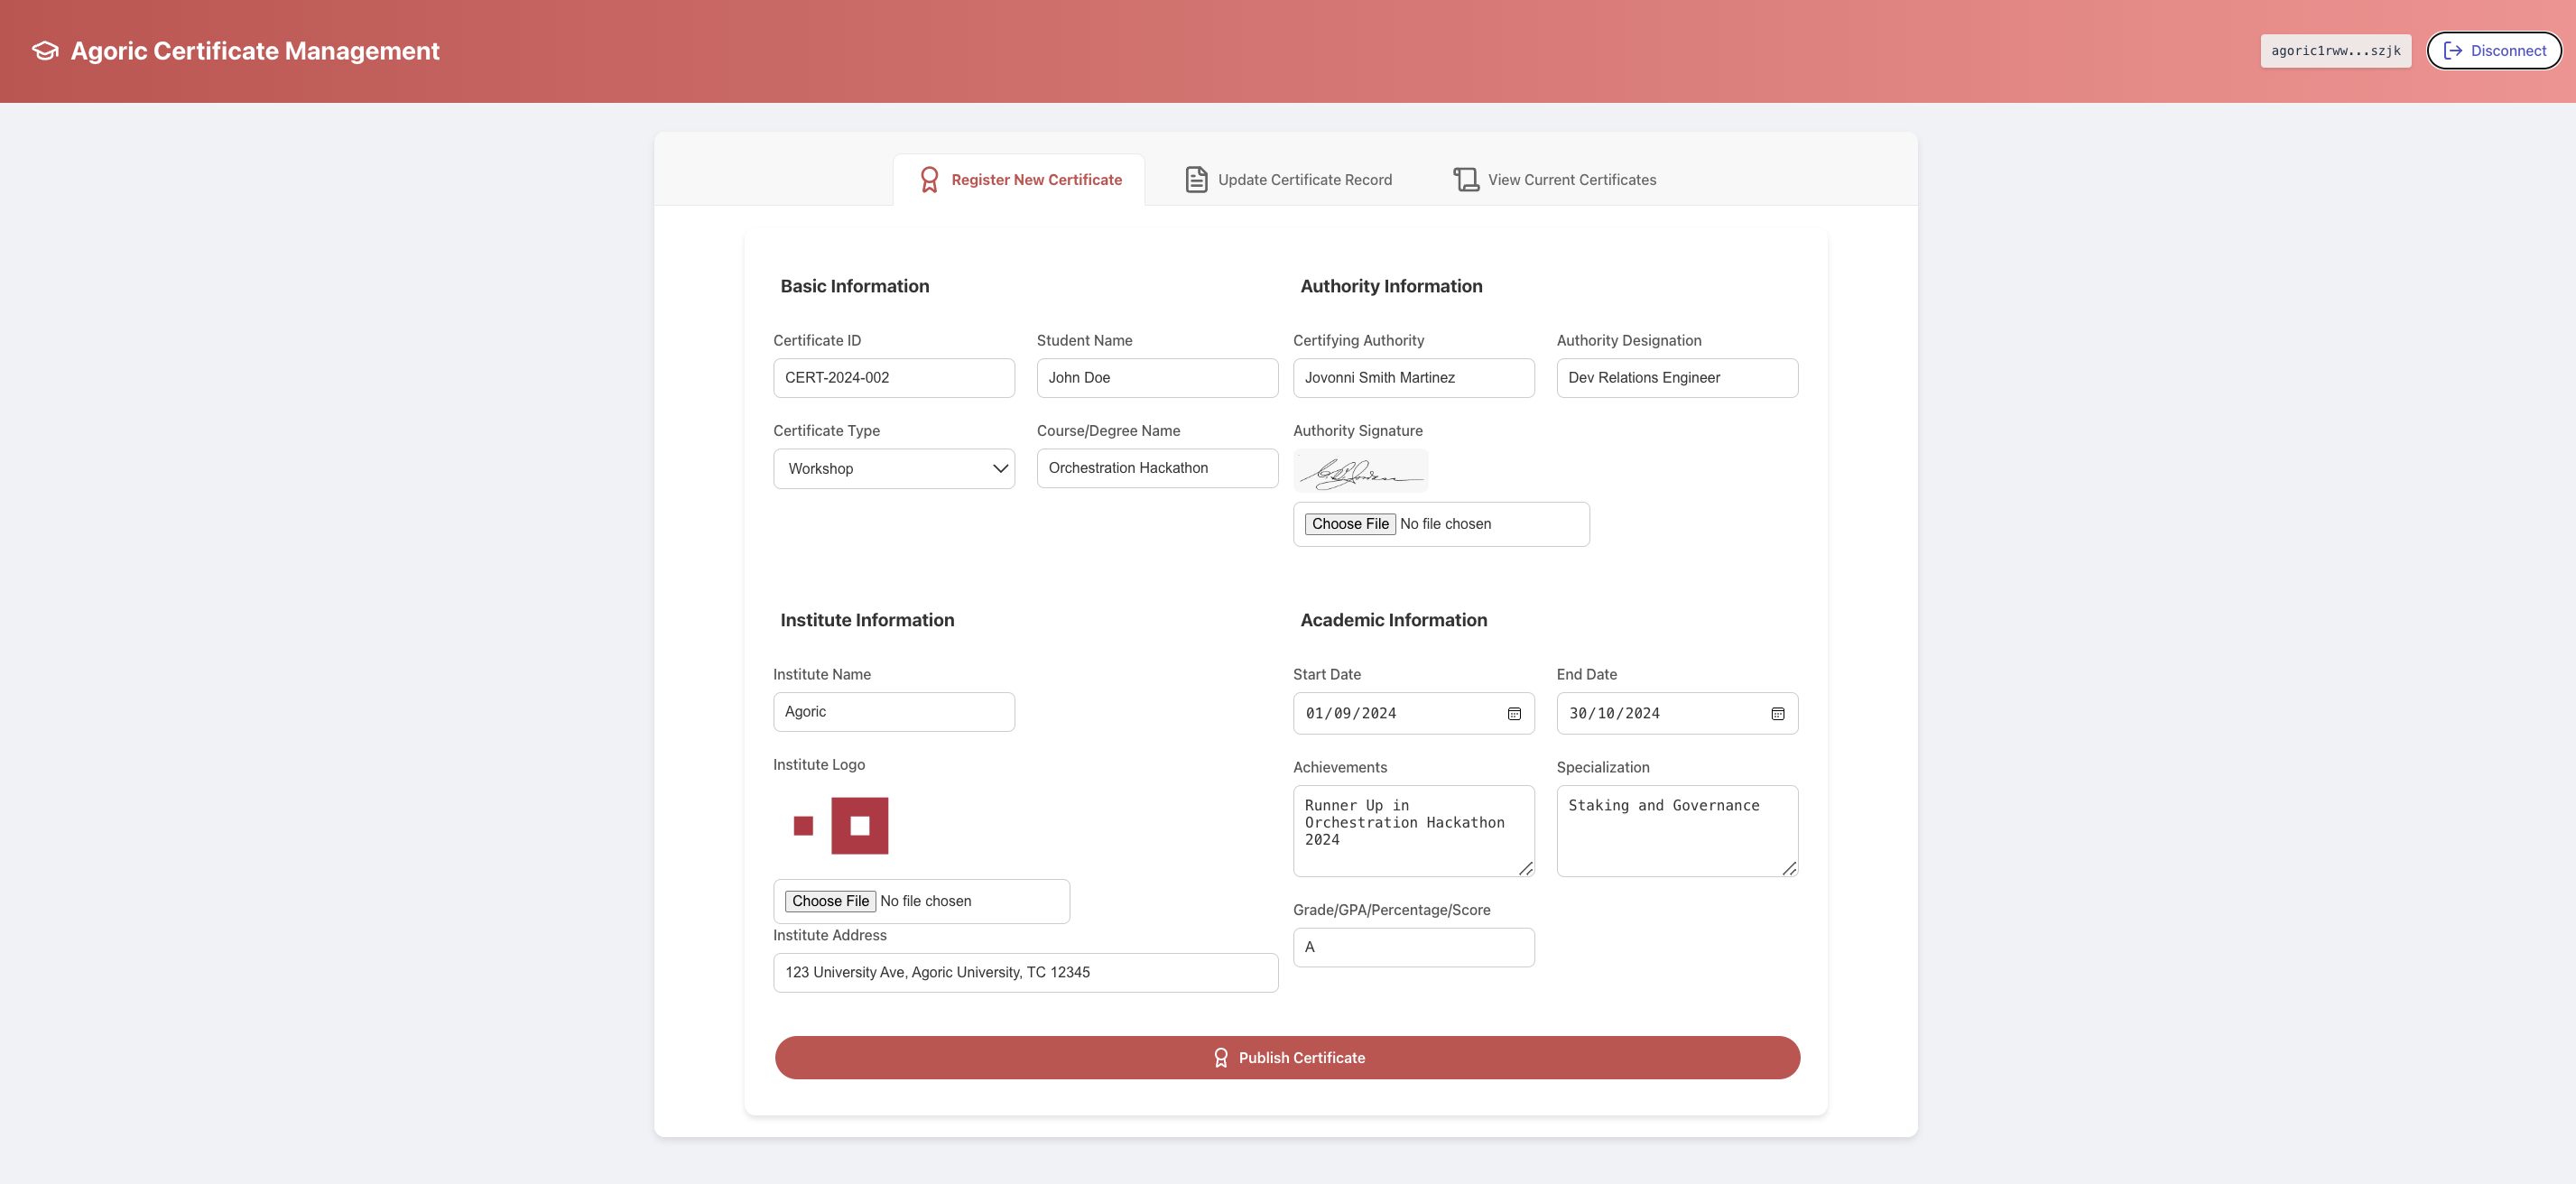 Agoric Certificate Management
agoric1rww...szjk
Disconnect
Register New Certificate
Update Certificate Record
View Current Certificates
Basic Information
Certificate ID
Student Name
CERT-2024-002
John Doe
Certificate Type
Course/Degree Name
Workshop
Orchestration Hackathon
Authority Information
Certifying Authority
Authority Designation
Jovonni Smith Martinez
Dev Relations Engineer
Authority Signature
Choose File No file chosen
Institute Information
Institute Name
Agoric
Institute Logo
Choose File No file chosen
Institute Address
123 University Ave, Agoric University, TC 12345
Academic Information
Start Date
End Date
01/09/2024
30/10/2024
Achievements
Specialization
Runner Up in
Orchestration Hackathon
2024
Staking and Governance
Grade/GPA/Percentage/Score
A
Publish Certificate